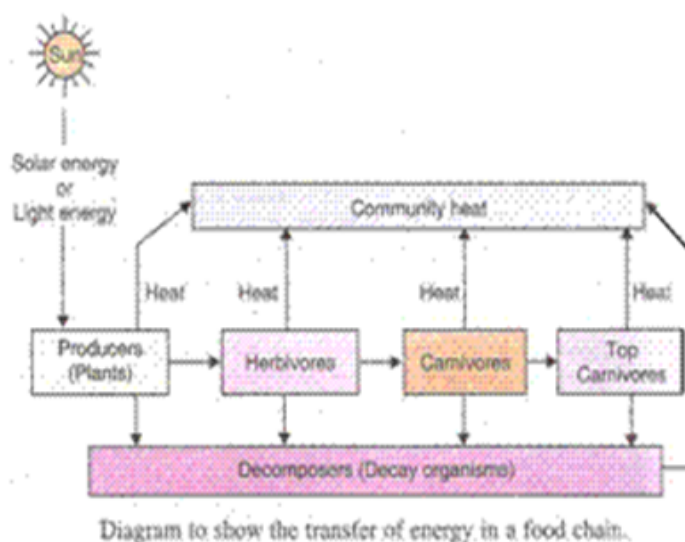 Sun
Solar energy
or
Light energy
Community heat
Heat
Heat
Heat
Heat
Producers
(Plants)
Herbivores
Carnivores
Top
Carnivores
Decomposers (Decay organisms)
Diagram to show the transfer of energy in a food chain.